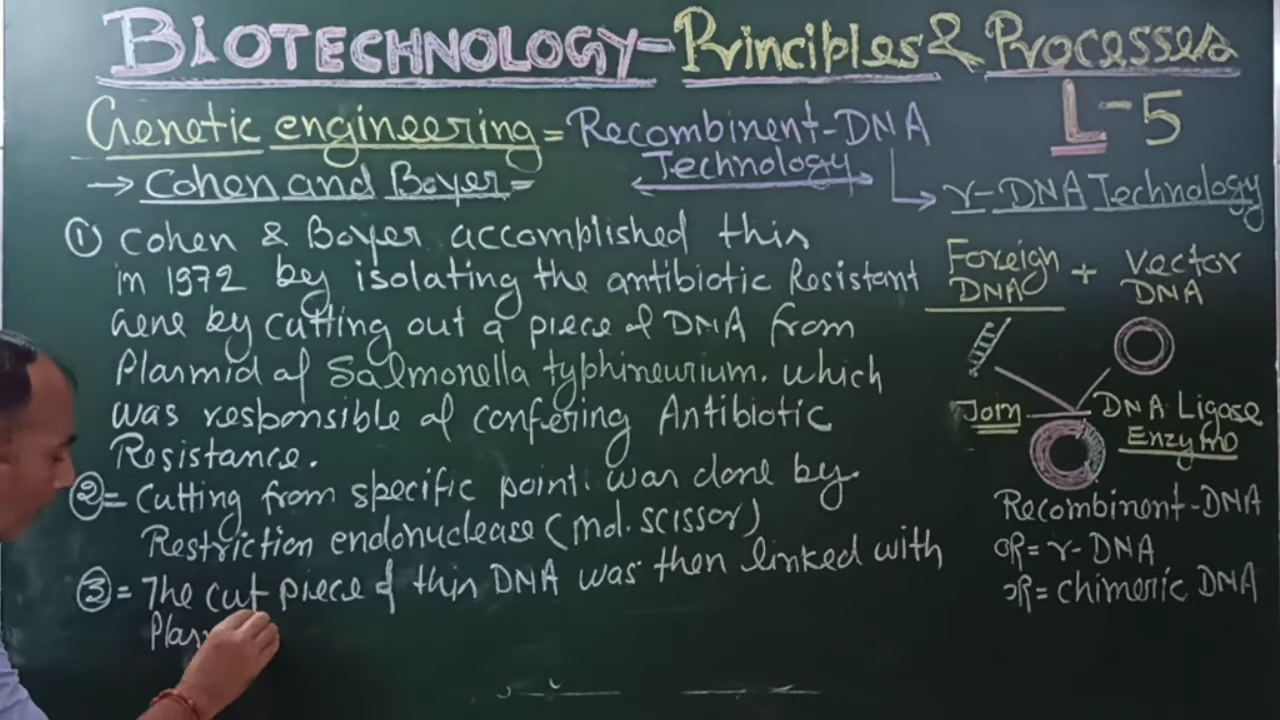 BIOTECHNOLOGY - Principles & Processes
L-5
Genetic engineering = Recombinent-DNA
Technology
→ Cohen and Boyer =
r-DNA Technology
① Cohen & Boyer accomplished this
in 1972 by isolating the antibiotic Resistant
Gene by cutting out a piece of DNA from
Plasmid of Salmonella typhineurium. which
was responsible of confering Antibiotic
Resistance.
② = Cutting from specific point was done by
Restriction endonuclease (mol. scissor)
③ = The cut piece of this DNA was then linked with
Plas
Foreign DNA + Vector DNA
Join
DNA Ligase
Enzyme
Recombinent-DNA
OR = r-DNA
OR = chimeric DNA